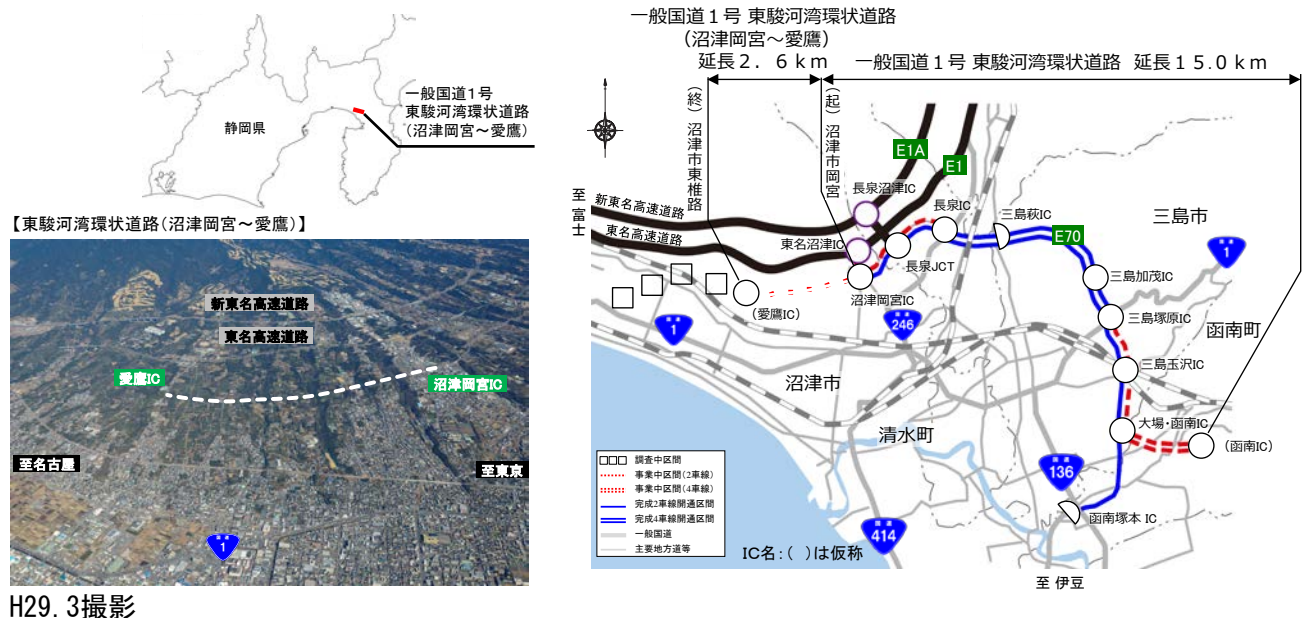 一般国道1号
東駿河湾環状道路
(沼津岡宮～愛鷹)
静岡県
【東駿河湾環状道路(沼津岡宮～愛鷹)】
新東名高速道路
東名高速道路
愛鷹IC
沼津岡宮IC
至名古屋
至東京
国道
1
H29.3撮影
一般国道1号 東駿河湾環状道路
(沼津岡宮～愛鷹)
延長2.6km
一般国道1号 東駿河湾環状道路 延長15.0km
(終)沼津市東椎路
(起)沼津市岡宮
E1A
E1
至富士
新東名高速道路
東名高速道路
長泉沼津IC
東名沼津IC
長泉IC
長泉JCT
三島萩IC
E70
三島市
国道
1
三島加茂IC
三島塚原IC
函南町
三島玉沢IC
(愛鷹IC)
沼津岡宮IC
国道
1
国道
246
沼津市
清水町
大場・函南IC
(函南IC)
国道
136
函南塚本 IC
国道
414
調査中区間
事業中区間(2車線)
事業中区間(4車線)
完成2車線開通区間
完成4車線開通区間
一般国道
主要地方道等
IC名:( )は仮称
至 伊豆